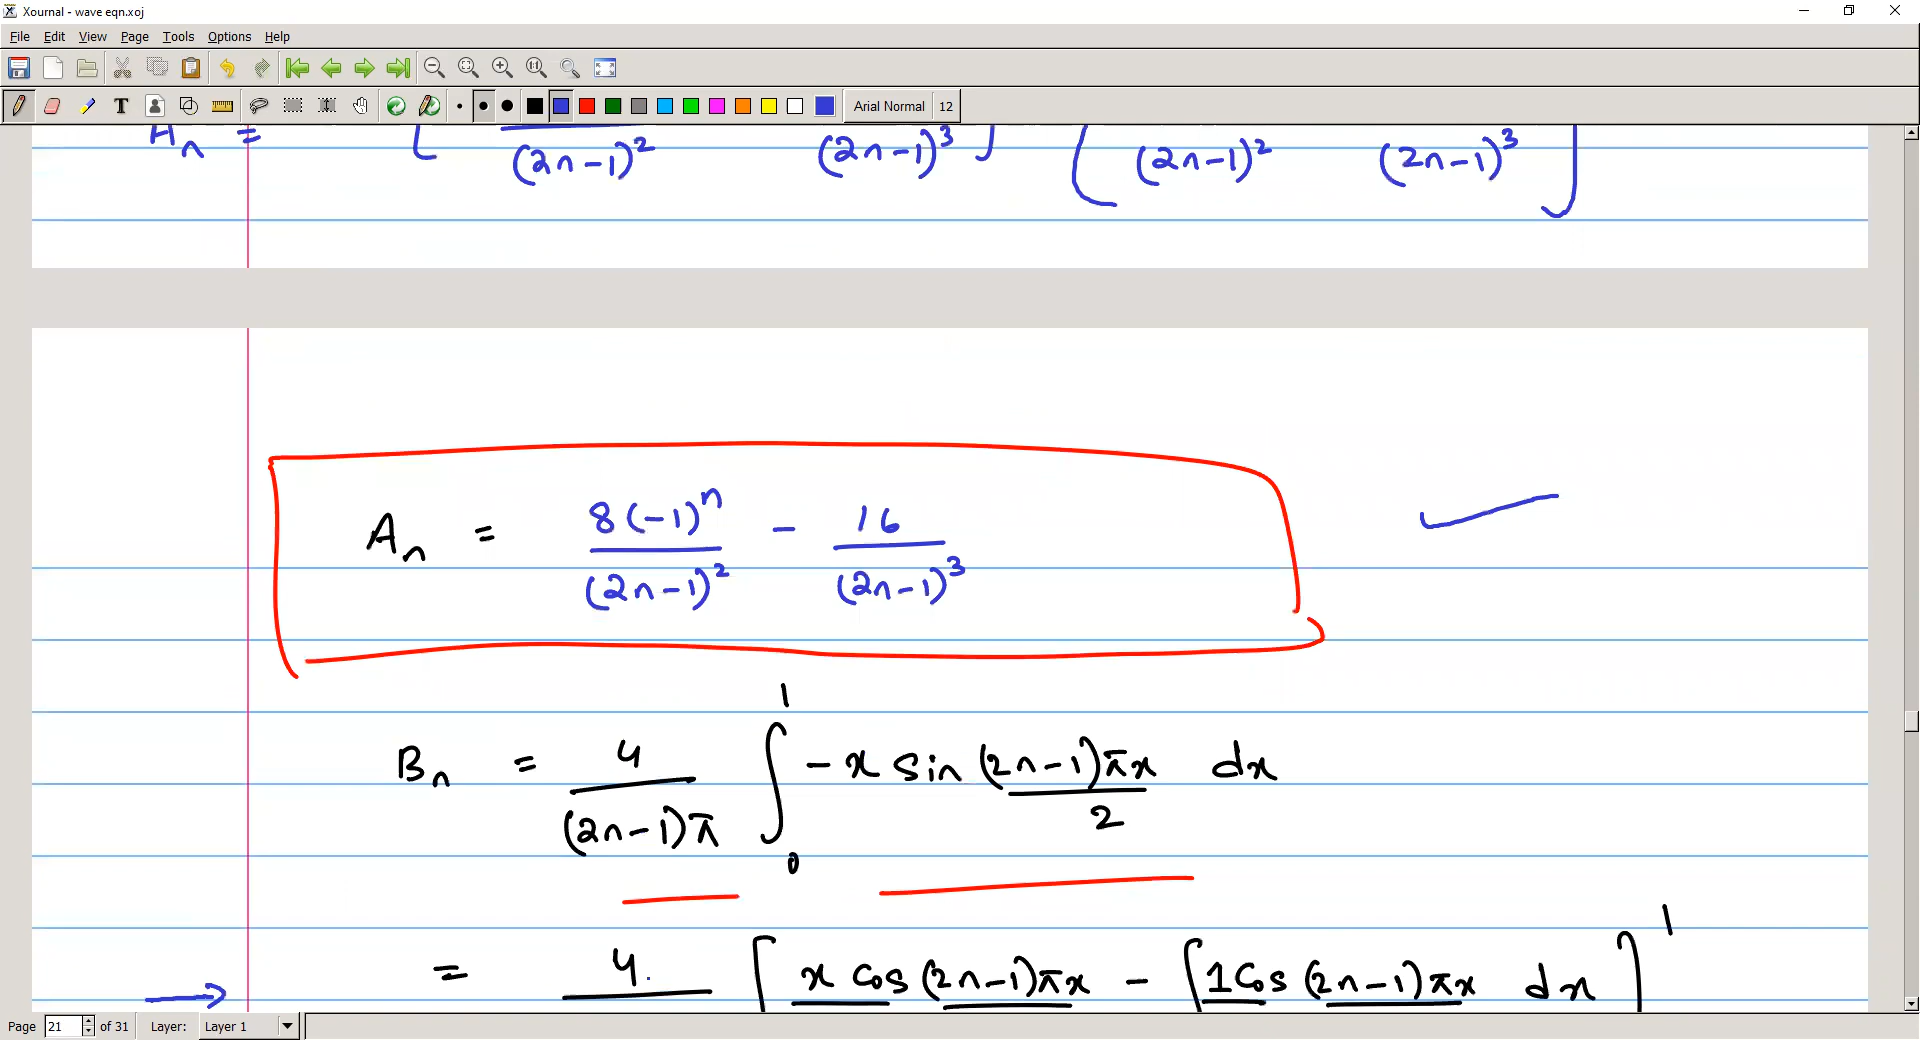 Xournal - wave eqn.xoj
File Edit View Page Tools Options Help
Arial Normal 12
An =
(2n-1)² (2n-1)³ (2n-1)² (2n-1)³
An = 8(-1)ⁿ/(2n-1)² - 16/(2n-1)³
Bn = 4/((2n-1)π) ∫₀¹ -x sin (2n-1)πx/2 dx
= 4 [x Cos (2n-1)πx - ∫1 Cos (2n-1)πx dx]¹
Page 21 of 31 Layer: Layer 1